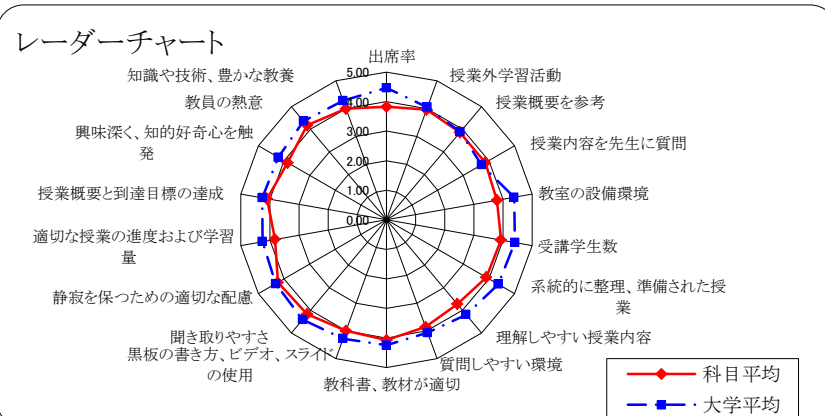 レーダーチャート
出席率
授業外学習活動
授業概要を参考
授業内容を先生に質問
教室の設備環境
受講学生数
系統的に整理、準備された授
業
理解しやすい授業内容
質問しやすい環境
教科書、教材が適切
黒板の書き方、ビデオ、スライド
の使用
聞き取りやすさ
静寂を保つための適切な配慮
適切な授業の進度および学習
量
授業概要と到達目標の達成
興味深く、知的好奇心を触
発
教員の熱意
知識や技術、豊かな教養
5.00
4.00
3.00
2.00
1.00
0.00
科目平均
大学平均